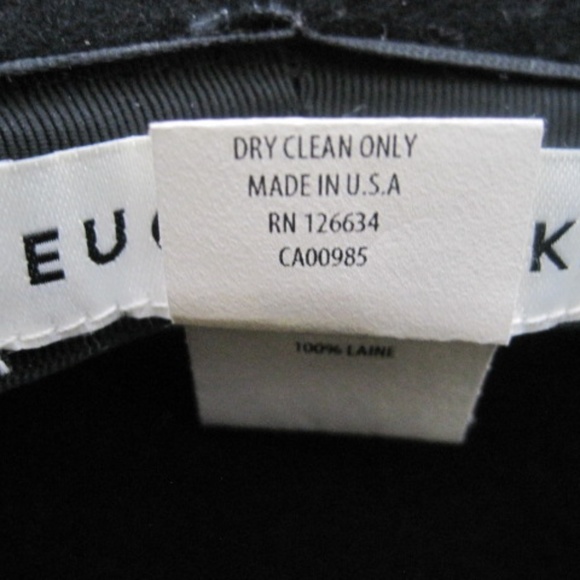 DRY CLEAN ONLY
MADE IN U.S.A
RN 126634
CA00985
EU K
100% LAINE